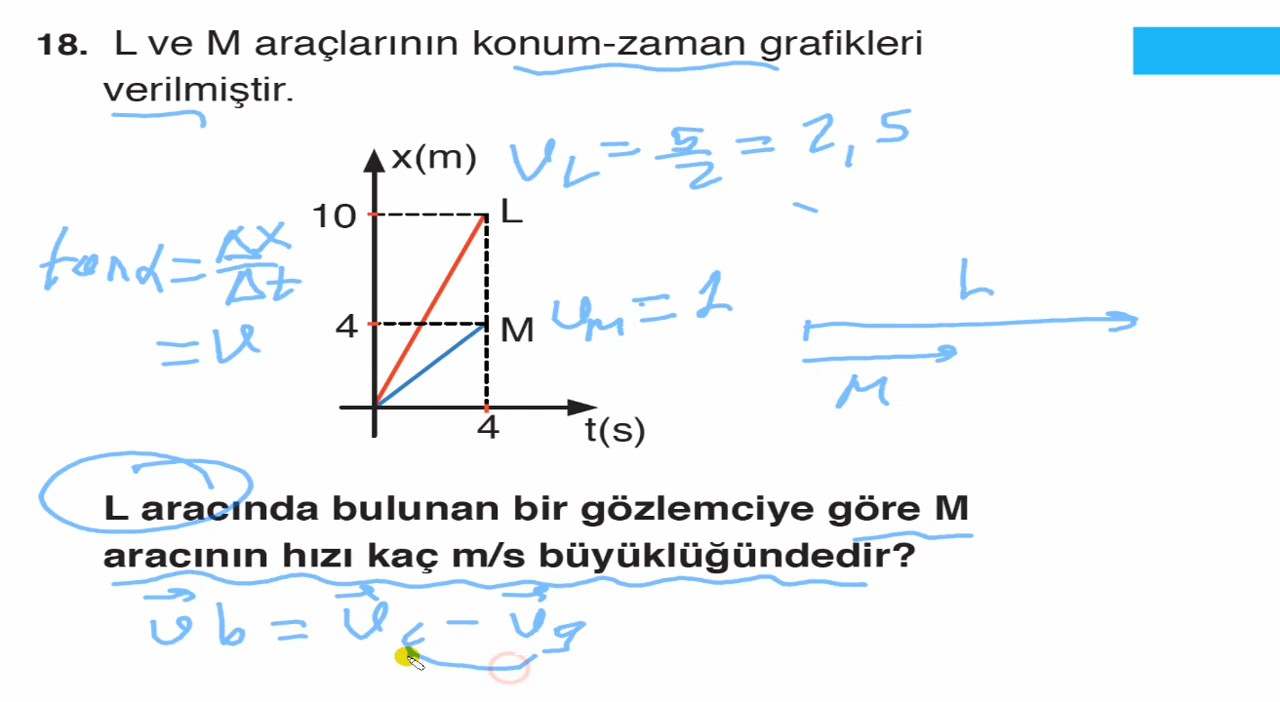 18. L ve M araçlarının konum-zaman grafikleri
verilmiştir.
x(m)
V_L = 5/2 = 2,5
10
L
tanα = Δx/Δt
= v
4
M
v_M = 1
L
M
4
t(s)
L aracında bulunan bir gözlemciye göre M
aracının hızı kaç m/s büyüklüğündedir?
v b = v c - v g